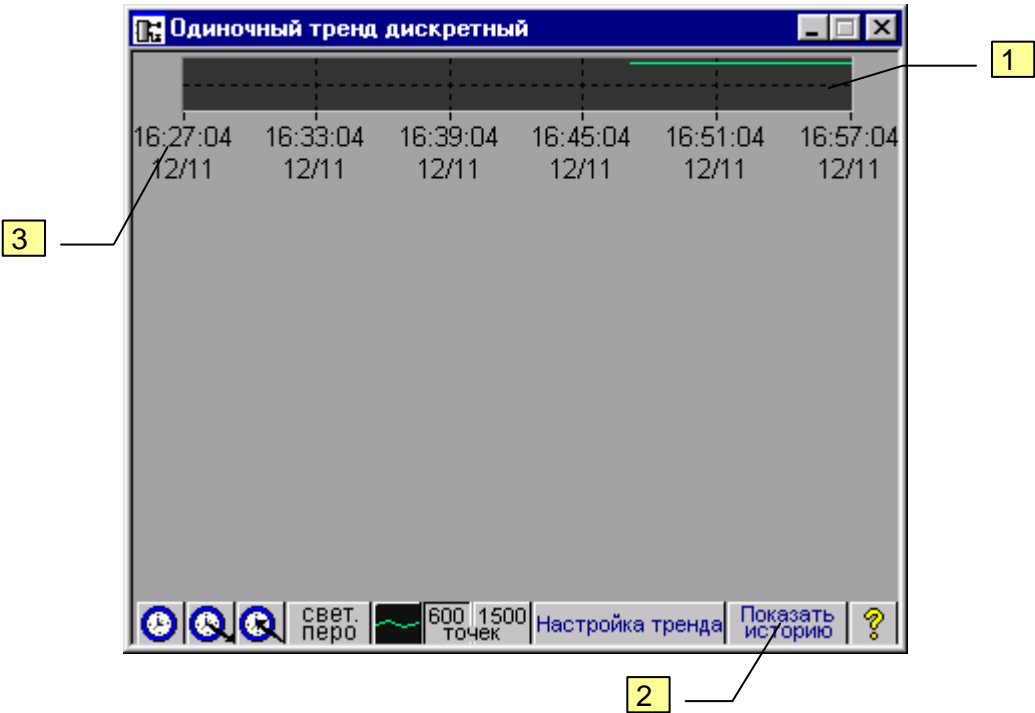 Одиночный тренд дискретный
1
16:27:04 16:33:04 16:39:04 16:45:04 16:51:04 16:57:04
12/11 12/11 12/11 12/11 12/11 12/11
3
свет. перо
600 1500
точек
Настройка тренда
Показать
историю
?
2